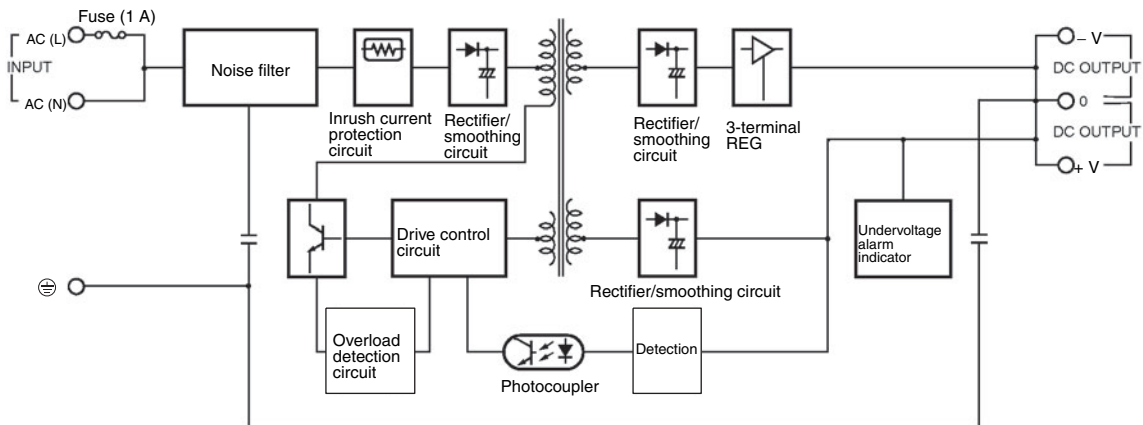 Fuse (1 A)
AC (L)
INPUT
AC (N)
Noise filter
Inrush current
protection
circuit
Rectifier/
smoothing
circuit
Rectifier/
smoothing
circuit
3-terminal
REG
– V
DC OUTPUT
0
DC OUTPUT
+ V
Drive control
circuit
Undervoltage
alarm
indicator
Rectifier/smoothing circuit
Overload
detection
circuit
Photocoupler
Detection